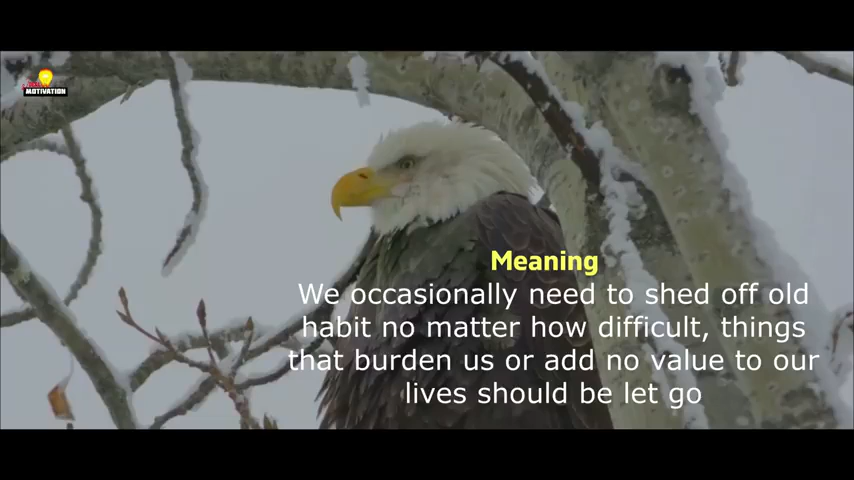 MOTIVATION
Meaning
We occasionally need to shed off old
habit no matter how difficult, things
that burden us or add no value to our
lives should be let go